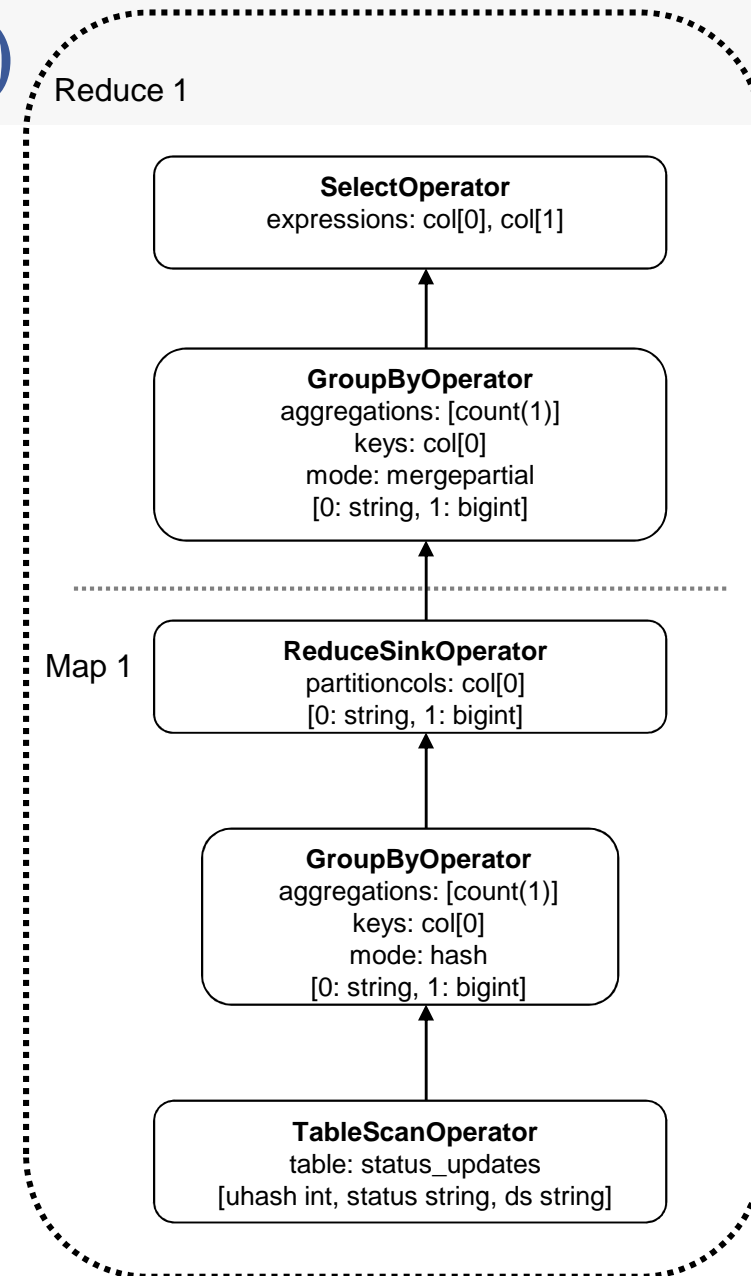 Reduce 1
SelectOperator
expressions: col[0], col[1]
GroupByOperator
aggregations: [count(1)]
keys: col[0]
mode: mergepartial
[0: string, 1: bigint]
Map 1
ReduceSinkOperator
partitioncols: col[0]
[0: string, 1: bigint]
GroupByOperator
aggregations: [count(1)]
keys: col[0]
mode: hash
[0: string, 1: bigint]
TableScanOperator
table: status_updates
[uhash int, status string, ds string]